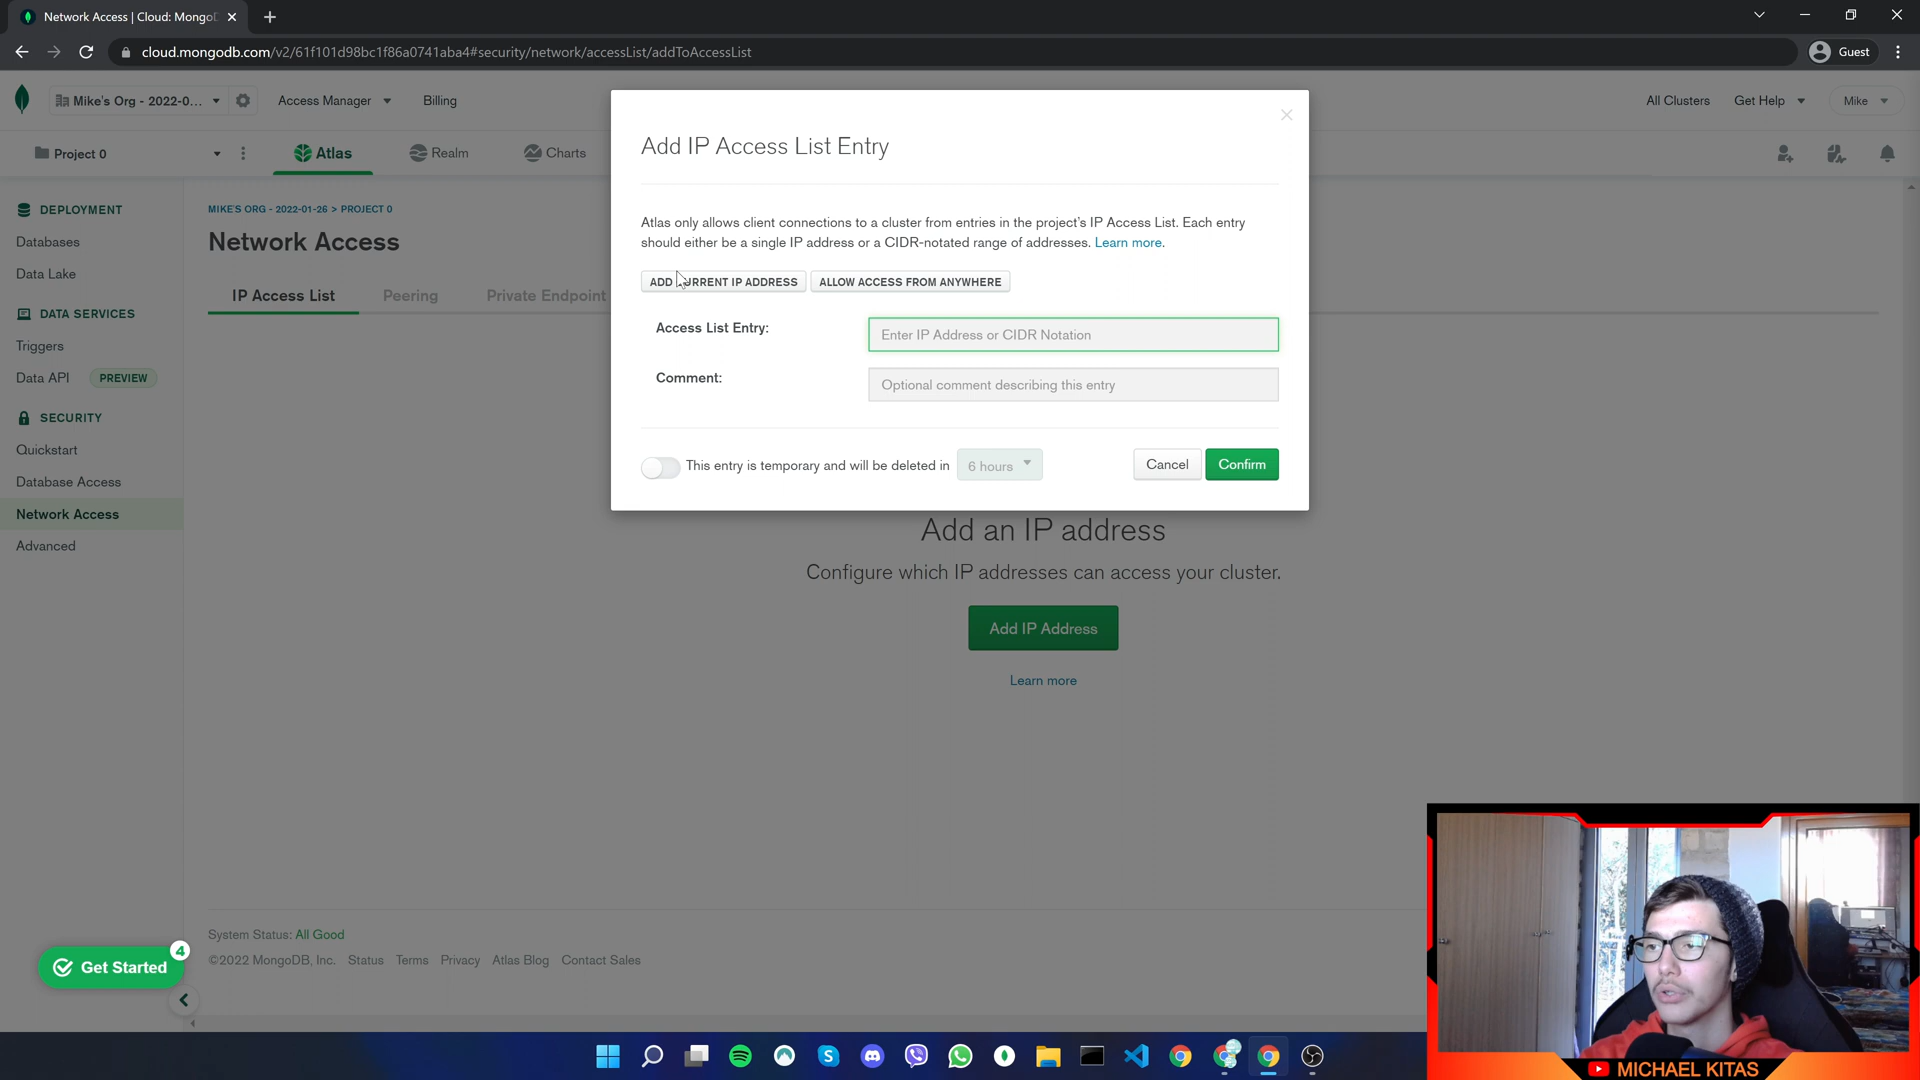 Network Access | Cloud: MongoD
cloud.mongodb.com/v2/61f101d98bc1f86a0741aba4#security/network/accessList/addToAccessList
Guest
Mike's Org - 2022-0...
Access Manager
Billing
All Clusters
Get Help
Mike
Project 0
Atlas
Realm
Charts
DEPLOYMENT
Databases
Data Lake
DATA SERVICES
Triggers
Data API PREVIEW
SECURITY
Quickstart
Database Access
Network Access
Advanced
MIKE'S ORG - 2022-01-26 > PROJECT 0
Network Access
IP Access List
Peering
Private Endpoint
Add IP Access List Entry
Atlas only allows client connections to a cluster from entries in the project's IP Access List. Each entry
should either be a single IP address or a CIDR-notated range of addresses. Learn more.
ADD CURRENT IP ADDRESS
ALLOW ACCESS FROM ANYWHERE
Access List Entry:
Enter IP Address or CIDR Notation
Comment:
Optional comment describing this entry
This entry is temporary and will be deleted in
6 hours
Cancel
Confirm
Add an IP address
Configure which IP addresses can access your cluster.
Add IP Address
Learn more
System Status: All Good
©2022 MongoDB, Inc. Status Terms Privacy Atlas Blog Contact Sales
Get Started
4
MICHAEL KITAS